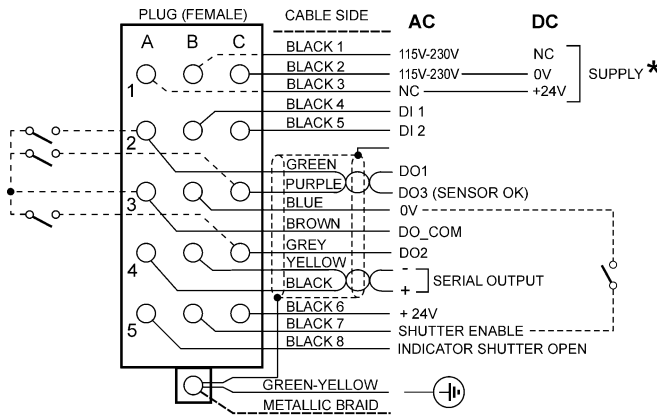 PLUG (FEMALE) CABLE SIDE AC DC
A B C
BLACK 1 115V-230V NC
1 BLACK 2 115V-230V 0V SUPPLY *
BLACK 3 NC +24V
BLACK 4 DI 1
2 BLACK 5 DI 2
GREEN DO1
PURPLE DO3 (SENSOR OK)
3 BLUE 0V
BROWN DO_COM
GREY DO2
4 YELLOW -
BLACK + SERIAL OUTPUT
BLACK 6 + 24V
5 BLACK 7 SHUTTER ENABLE
BLACK 8 INDICATOR SHUTTER OPEN
GREEN-YELLOW
METALLIC BRAID